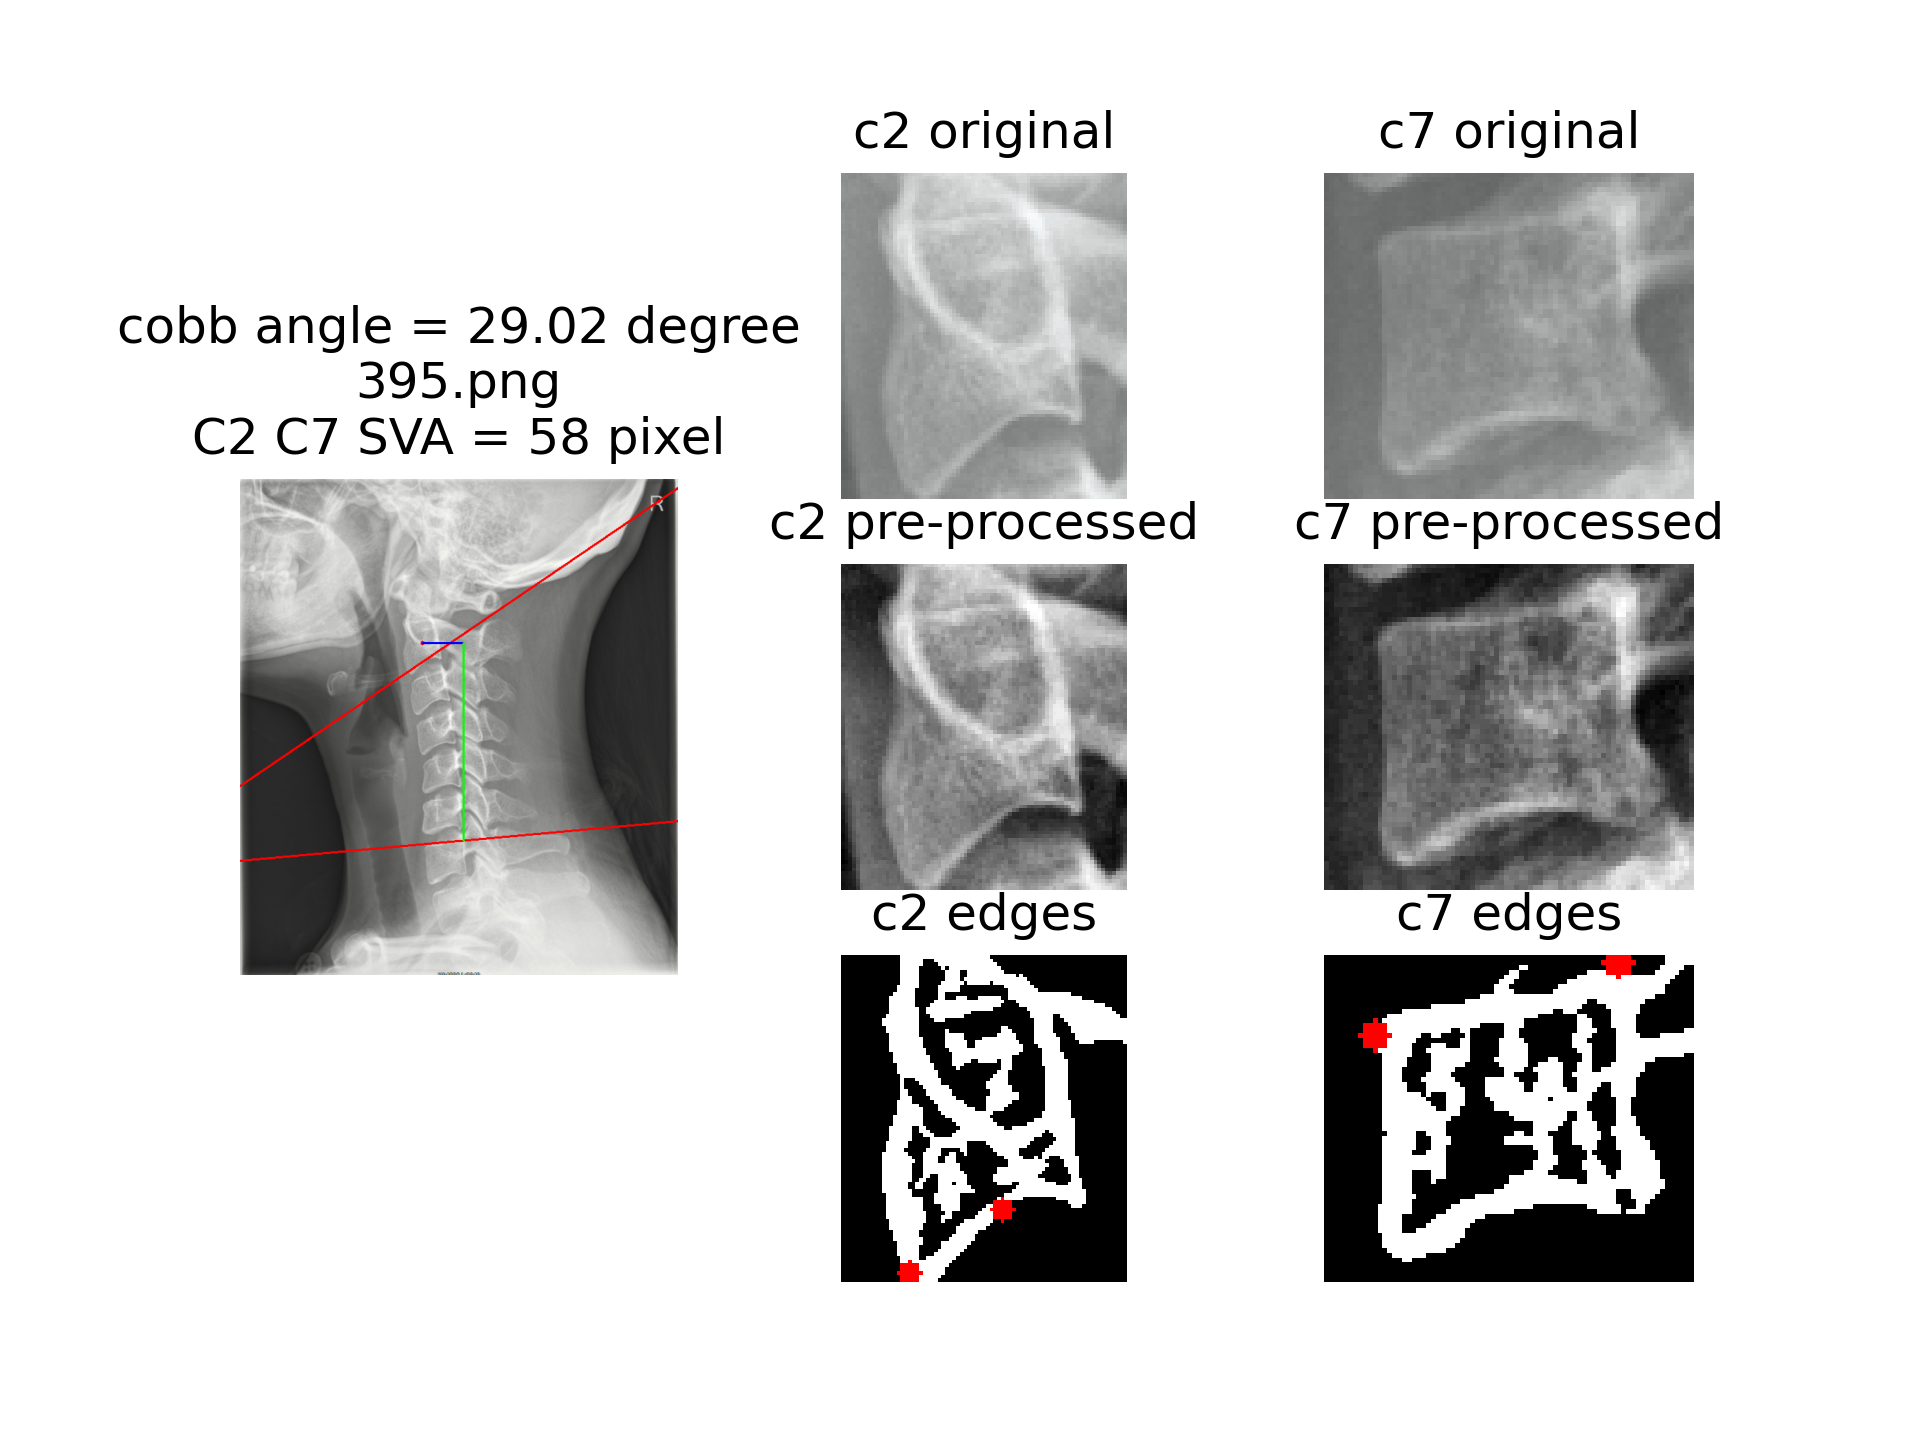 cobb angle = 29.02 degree
395.png
C2 C7 SVA = 58 pixel
R
c2 original
c7 original
c2 pre-processed
c7 pre-processed
c2 edges
c7 edges